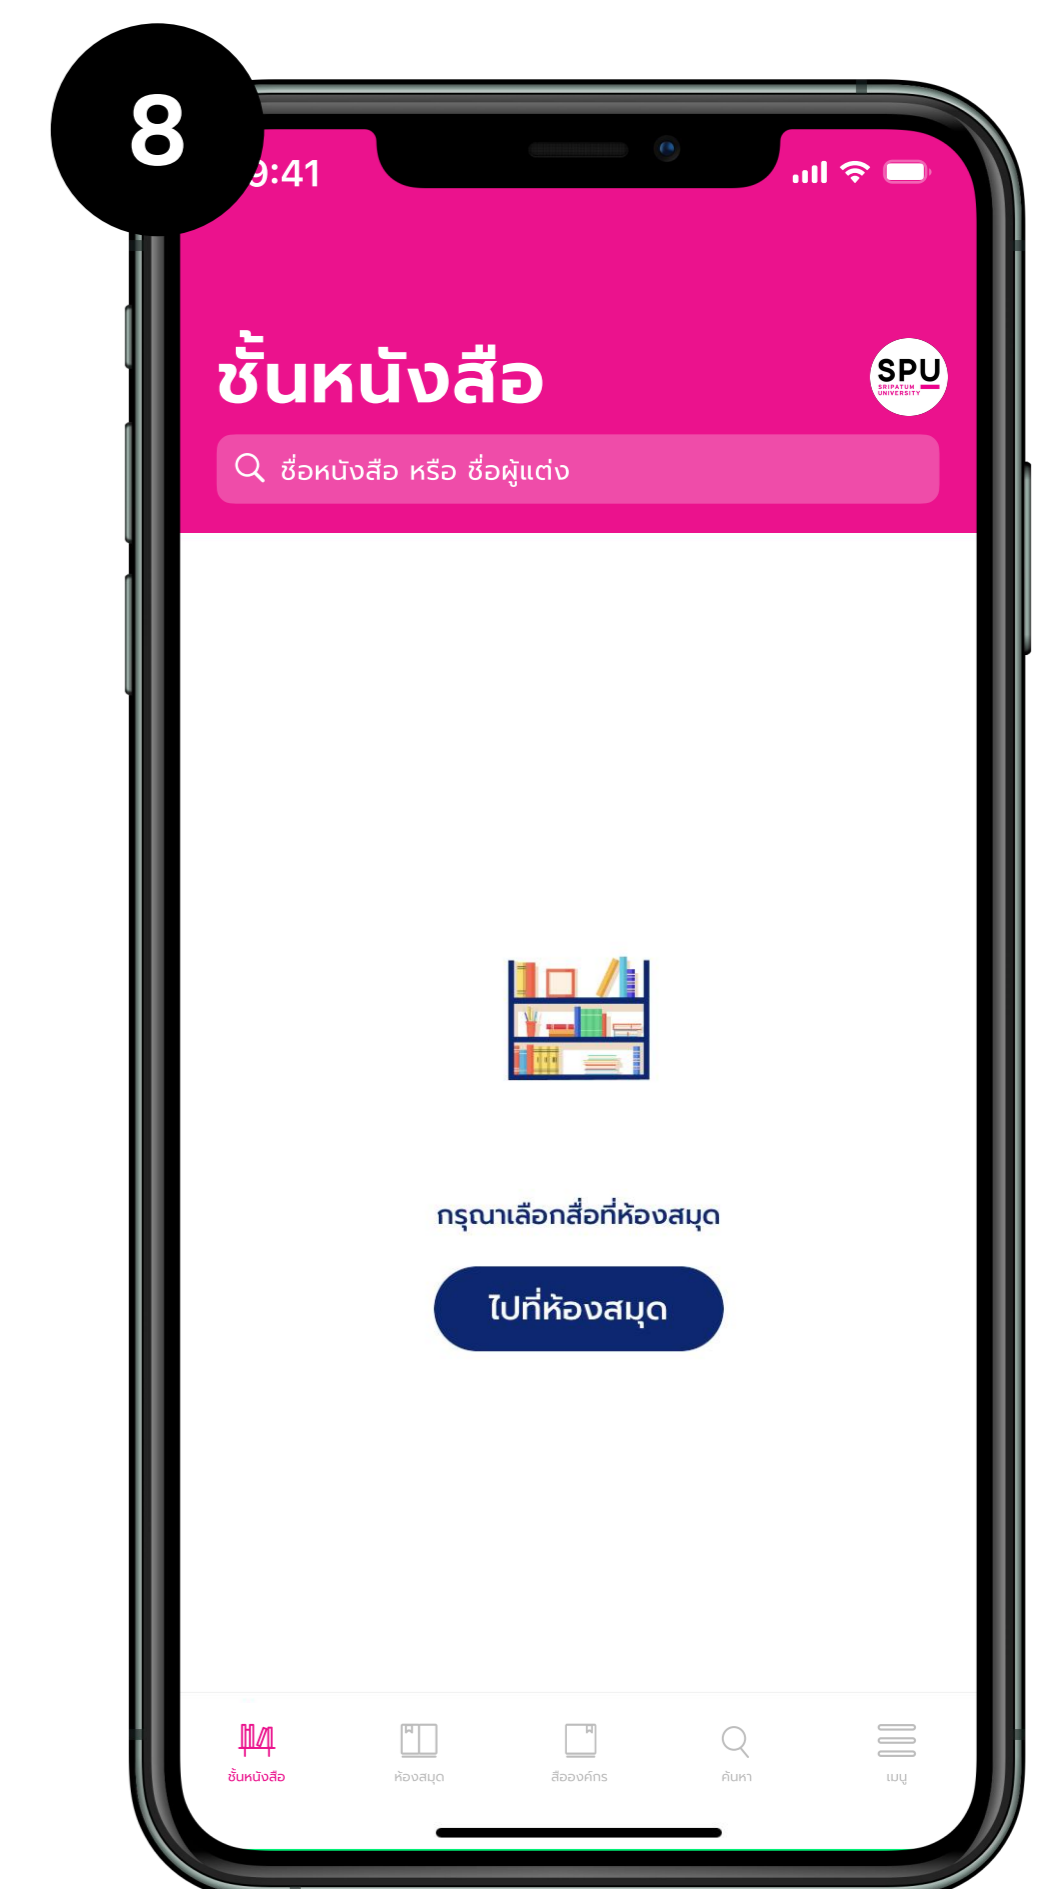 8
9:41
ชั้นหนังสือ
SPU
SRIPATUM
UNIVERSITY
ชื่อหนังสือ หรือ ชื่อผู้แต่ง
กรุณาเลือกสื่อที่ห้องสมุด
ไปที่ห้องสมุด
ชั้นหนังสือ ห้องสมุด สื่อองค์กร ค้นหา เมนู